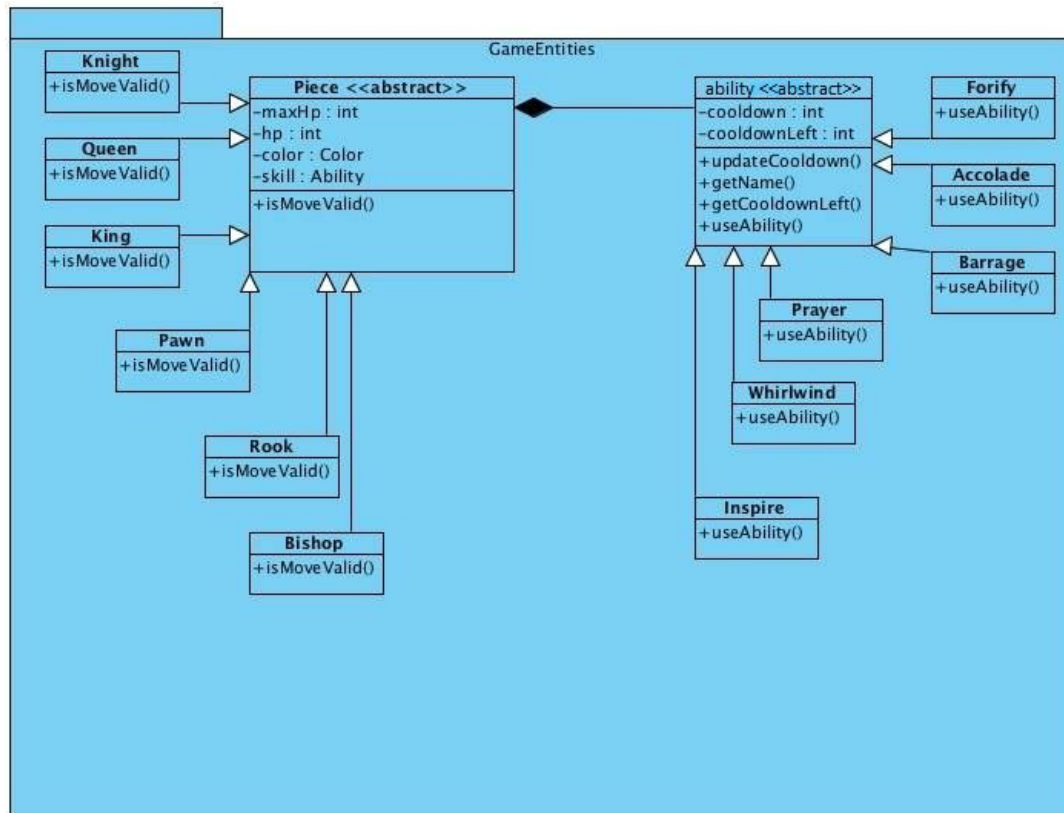 GameEntities
Knight
+isMoveValid()
Queen
+isMoveValid()
King
+isMoveValid()
Pawn
+isMoveValid()
Rook
+isMoveValid()
Bishop
+isMoveValid()
Piece <<abstract>>
-maxHp : int
-hp : int
-color : Color
-skill : Ability
+isMoveValid()
ability <<abstract>>
-cooldown : int
-cooldownLeft : int
+updateCooldown()
+getName()
+getCooldownLeft()
+useAbility()
Forify
+useAbility()
Accolade
+useAbility()
Barrage
+useAbility()
Prayer
+useAbility()
Whirlwind
+useAbility()
Inspire
+useAbility()